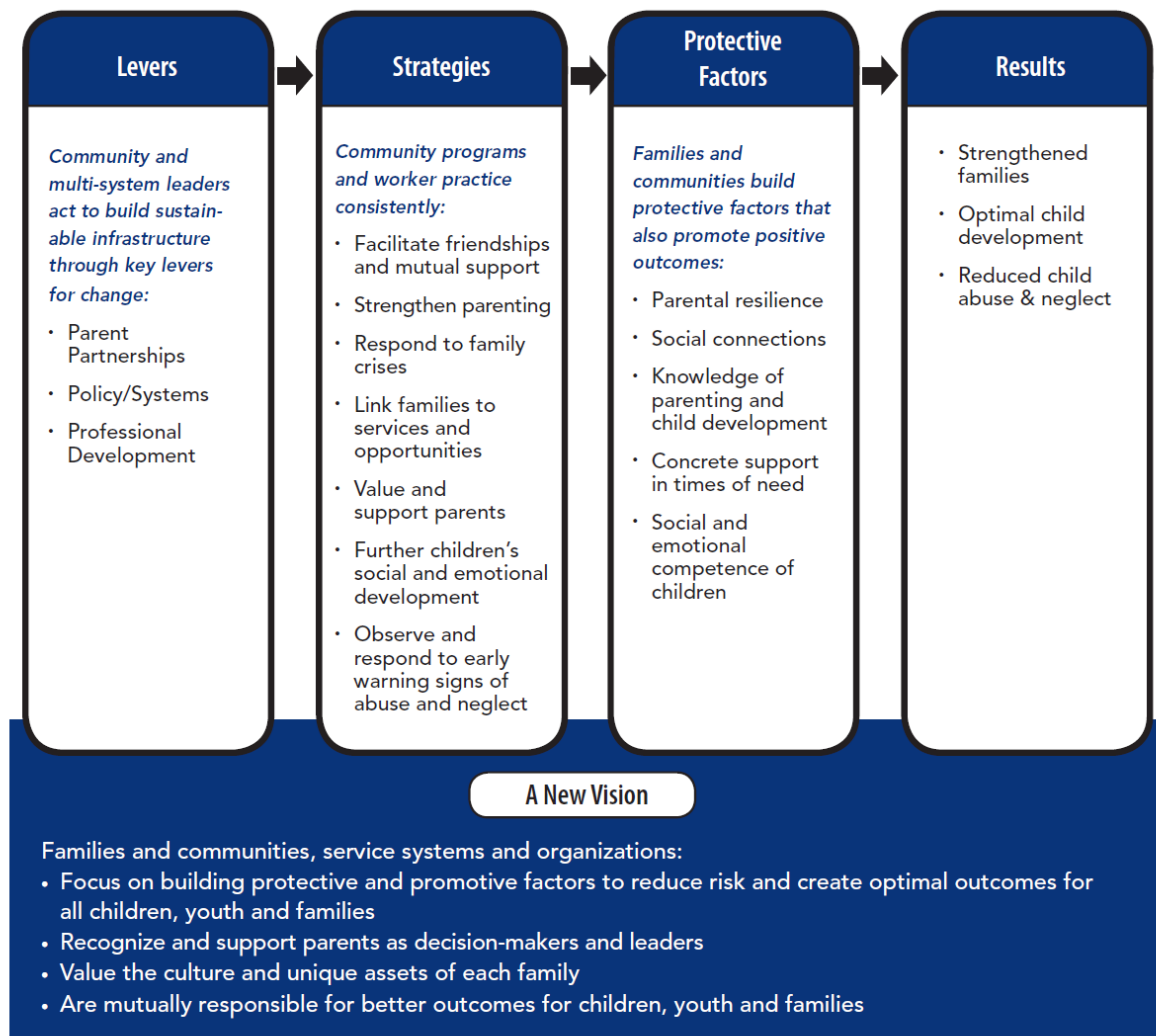 Levers
Community and
multi-system leaders
act to build sustain-
able infrastructure
through key levers
for change:
• Parent
Partnerships
• Policy/Systems
• Professional
Development
Strategies
Community programs
and worker practice
consistently:
• Facilitate friendships
and mutual support
• Strengthen parenting
• Respond to family
crises
• Link families to
services and
opportunities
• Value and
support parents
• Further children’s
social and emotional
development
• Observe and
respond to early
warning signs of
abuse and neglect
Protective
Factors
Families and
communities build
protective factors that
also promote positive
outcomes:
• Parental resilience
• Social connections
• Knowledge of
parenting and
child development
• Concrete support
in times of need
• Social and
emotional
competence of
children
Results
• Strengthened
families
• Optimal child
development
• Reduced child
abuse & neglect
A New Vision
Families and communities, service systems and organizations:
• Focus on building protective and promotive factors to reduce risk and create optimal outcomes for
all children, youth and families
• Recognize and support parents as decision-makers and leaders
• Value the culture and unique assets of each family
• Are mutually responsible for better outcomes for children, youth and families